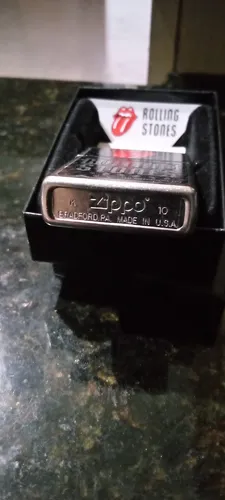 ROLLING
STONES
zippo 10
BRADFORD.PA. MADE IN U.S.A.